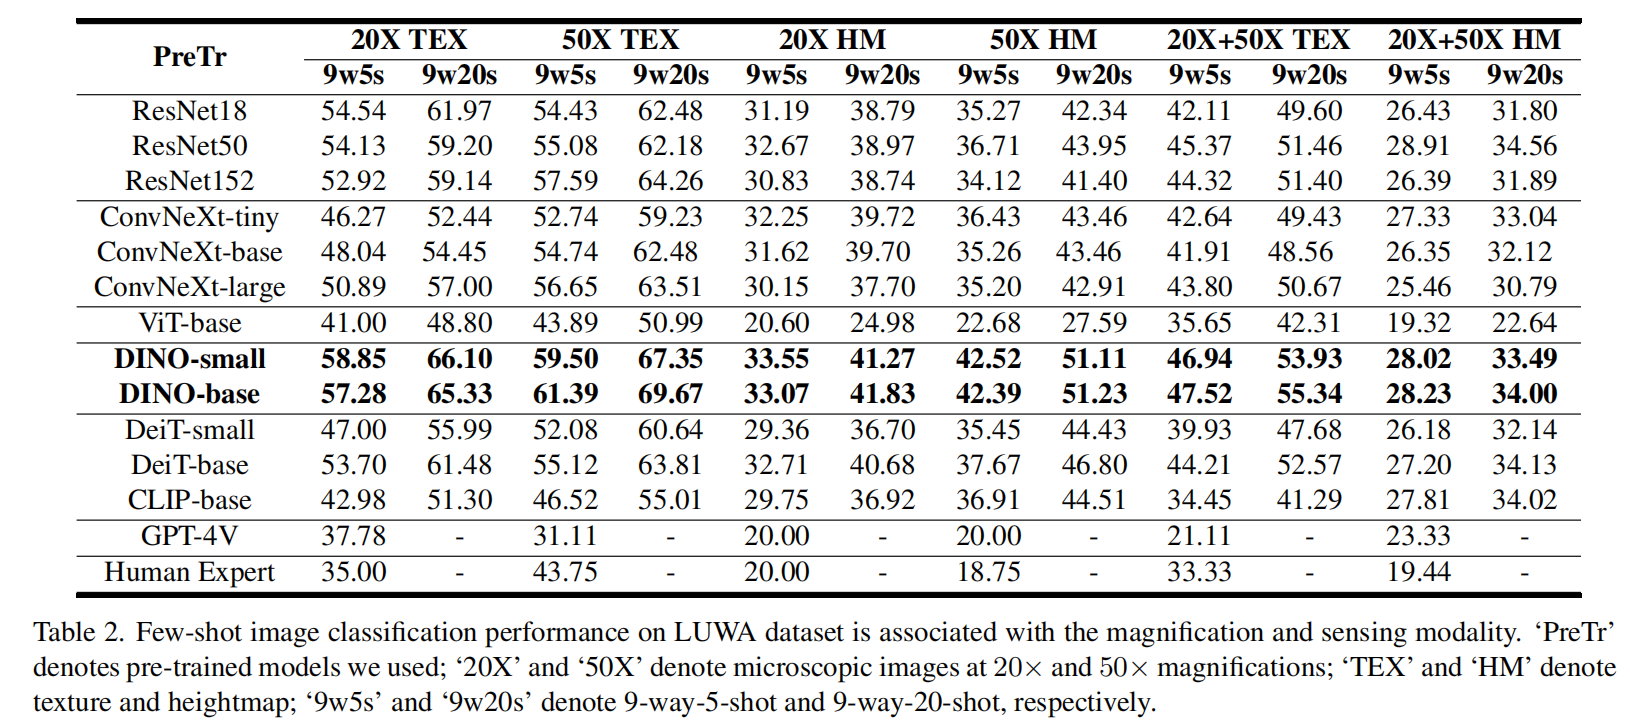 PreTr 20X TEX 50X TEX 20X HM 50X HM 20X+50X TEX 20X+50X HM
9w5s 9w20s 9w5s 9w20s 9w5s 9w20s 9w5s 9w20s 9w5s 9w20s 9w5s 9w20s
ResNet18 54.54 61.97 54.43 62.48 31.19 38.79 35.27 42.34 42.11 49.60 26.43 31.80
ResNet50 54.13 59.20 55.08 62.18 32.67 38.97 36.71 43.95 45.37 51.46 28.91 34.56
ResNet152 52.92 59.14 57.59 64.26 30.83 38.74 34.12 41.40 44.32 51.40 26.39 31.89
ConvNeXt-tiny 46.27 52.44 52.74 59.23 32.25 39.72 36.43 43.46 42.64 49.43 27.33 33.04
ConvNeXt-base 48.04 54.45 54.74 62.48 31.62 39.70 35.26 43.46 41.91 48.56 26.35 32.12
ConvNeXt-large 50.89 57.00 56.65 63.51 30.15 37.70 35.20 42.91 43.80 50.67 25.46 30.79
ViT-base 41.00 48.80 43.89 50.99 20.60 24.98 22.68 27.59 35.65 42.31 19.32 22.64
DINO-small 58.85 66.10 59.50 67.35 33.55 41.27 42.52 51.11 46.94 53.93 28.02 33.49
DINO-base 57.28 65.33 61.39 69.67 33.07 41.83 42.39 51.23 47.52 55.34 28.23 34.00
DeiT-small 47.00 55.99 52.08 60.64 29.36 36.70 35.45 44.43 39.93 47.68 26.18 32.14
DeiT-base 53.70 61.48 55.12 63.81 32.71 40.68 37.67 46.80 44.21 52.57 27.20 34.13
CLIP-base 42.98 51.30 46.52 55.01 29.75 36.92 36.91 44.51 34.45 41.29 27.81 34.02
GPT-4V 37.78 - 31.11 - 20.00 - 20.00 - 21.11 - 23.33 -
Human Expert 35.00 - 43.75 - 20.00 - 18.75 - 33.33 - 19.44 -
Table 2. Few-shot image classification performance on LUWA dataset is associated with the magnification and sensing modality. ‘PreTr’
denotes pre-trained models we used; ‘20X’ and ‘50X’ denote microscopic images at 20× and 50× magnifications; ‘TEX’ and ‘HM’ denote
texture and heightmap; ‘9w5s’ and ‘9w20s’ denote 9-way-5-shot and 9-way-20-shot, respectively.